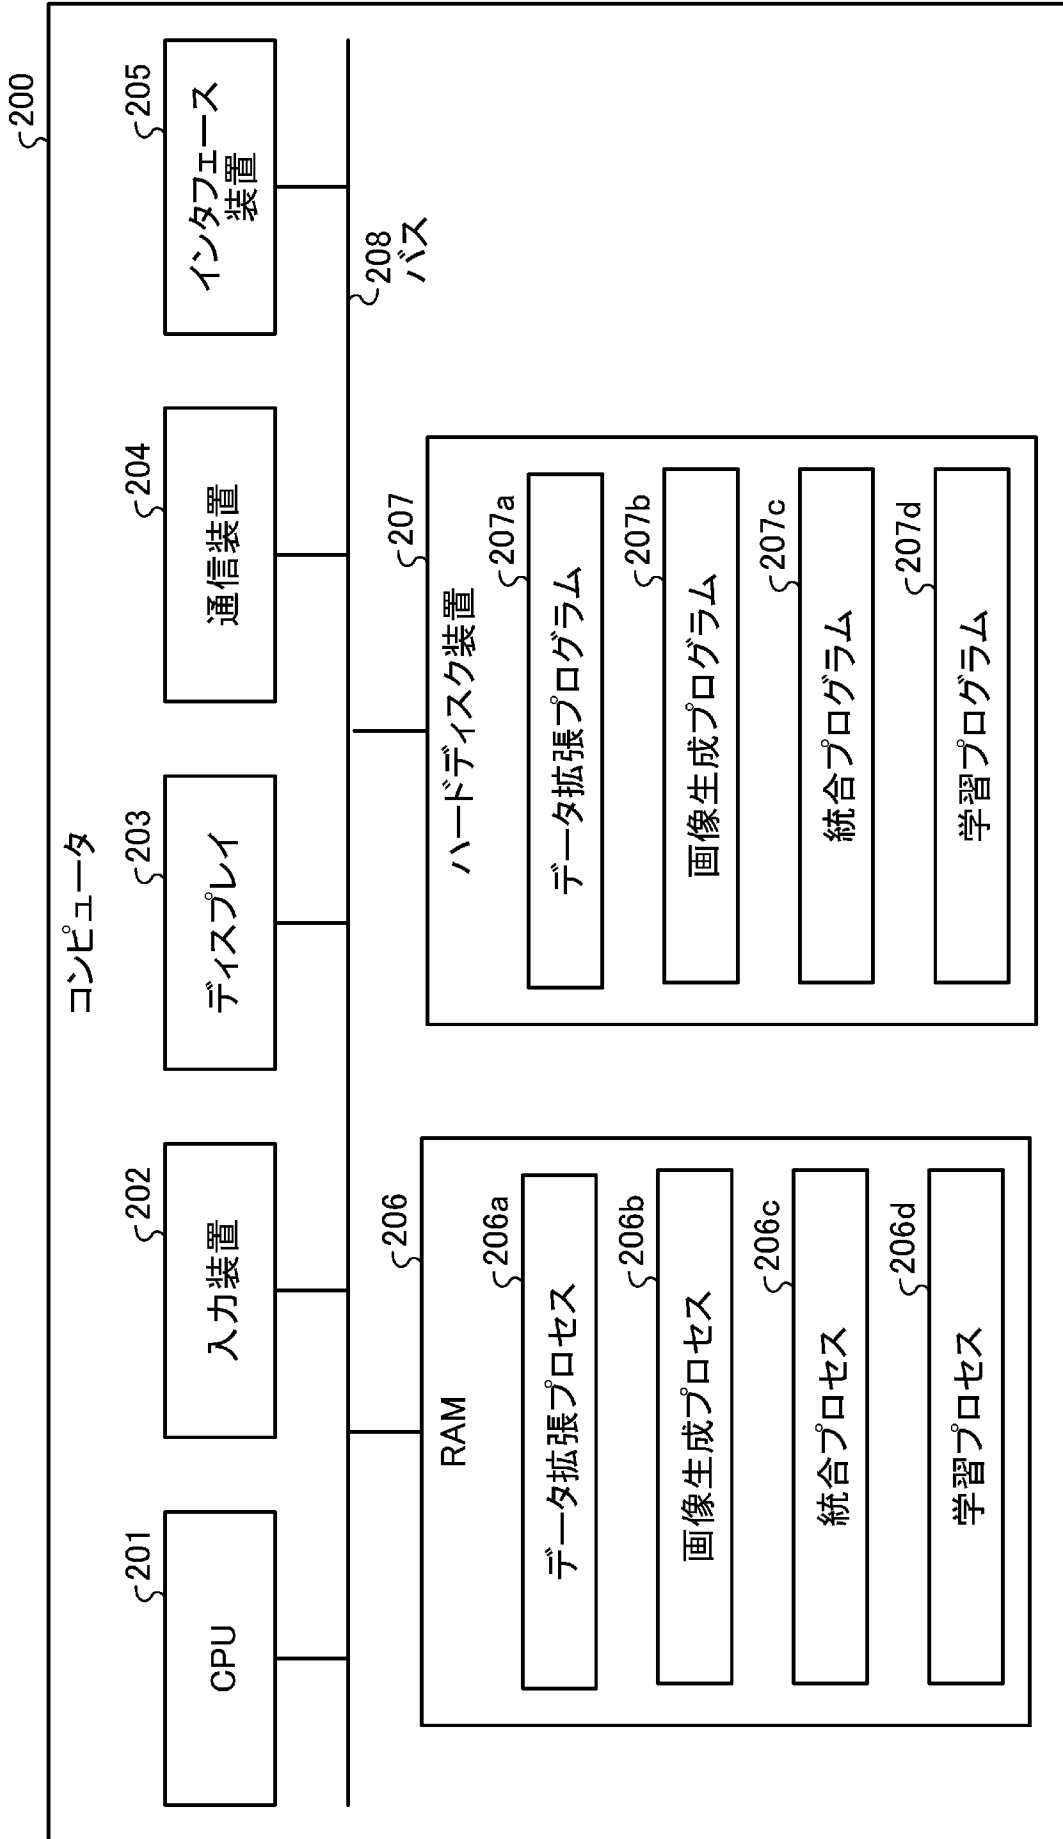 200
コンピュータ
201
CPU
202
入力装置
203
ディスプレイ
204
通信装置
205
インタフェース
装置
208
バス
206
RAM
206a
データ拡張プロセス
206b
画像生成プロセス
206c
統合プロセス
206d
学習プロセス
207
ハードディスク装置
207a
データ拡張プログラム
207b
画像生成プログラム
207c
統合プログラム
207d
学習プログラム